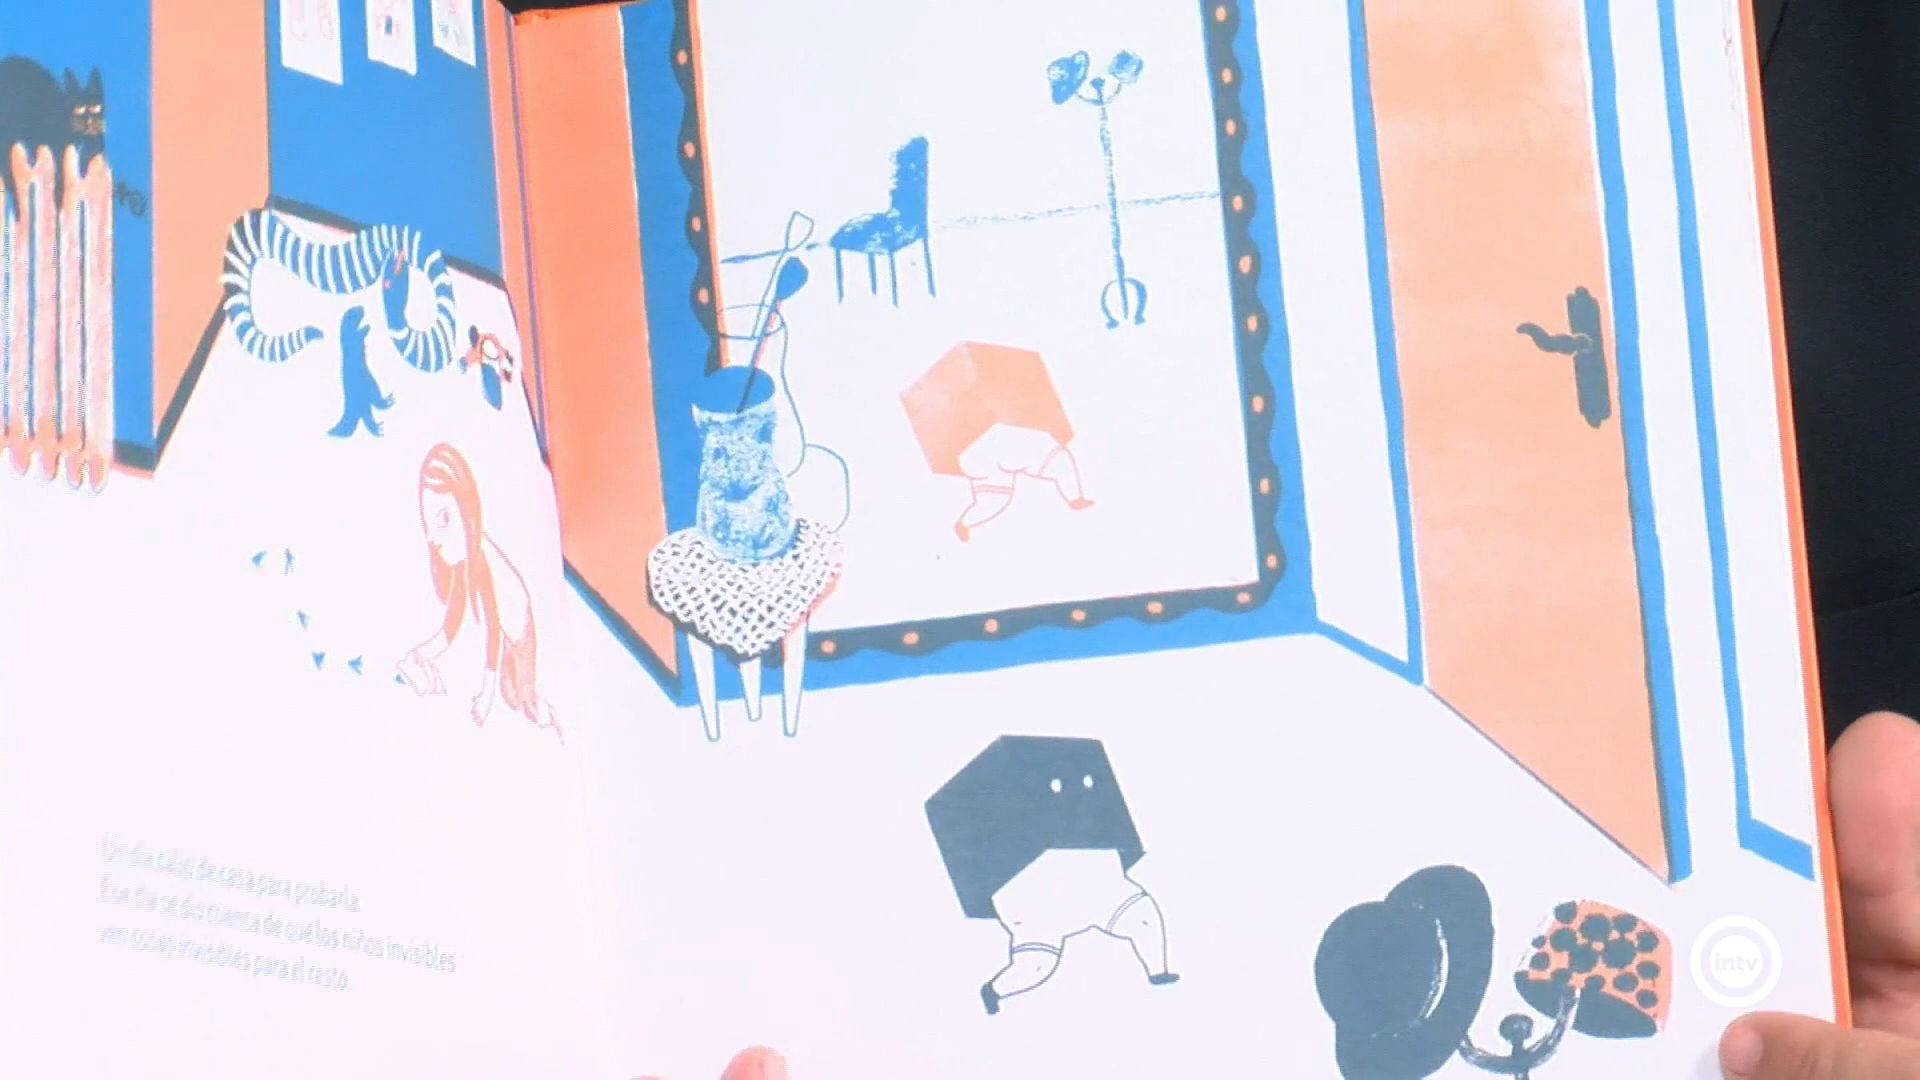 Un día salió de casa para probarla.
Ese día se dio cuenta de que los niños invisibles
ven cosas invisibles para el resto.
intv